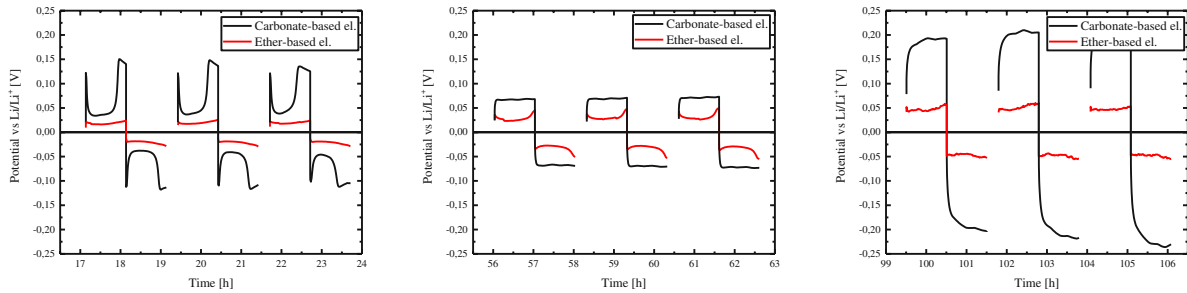 0,25
0,20
0,15
0,10
0,05
0,00
-0,05
-0,10
-0,15
-0,20
-0,25
Potential vs Li/Li+ [V]
Carbonate-based el.
Ether-based el.
17 18 19 20 21 22 23 24
Time [h]
0,25
0,20
0,15
0,10
0,05
0,00
-0,05
-0,10
-0,15
-0,20
-0,25
Potential vs Li/Li+ [V]
Carbonate-based el.
Ether-based el.
56 57 58 59 60 61 62 63
Time [h]
0,25
0,20
0,15
0,10
0,05
0,00
-0,05
-0,10
-0,15
-0,20
-0,25
Potential vs Li/Li+ [V]
Carbonate-based el.
Ether-based el.
99 100 101 102 103 104 105 106
Time [h]